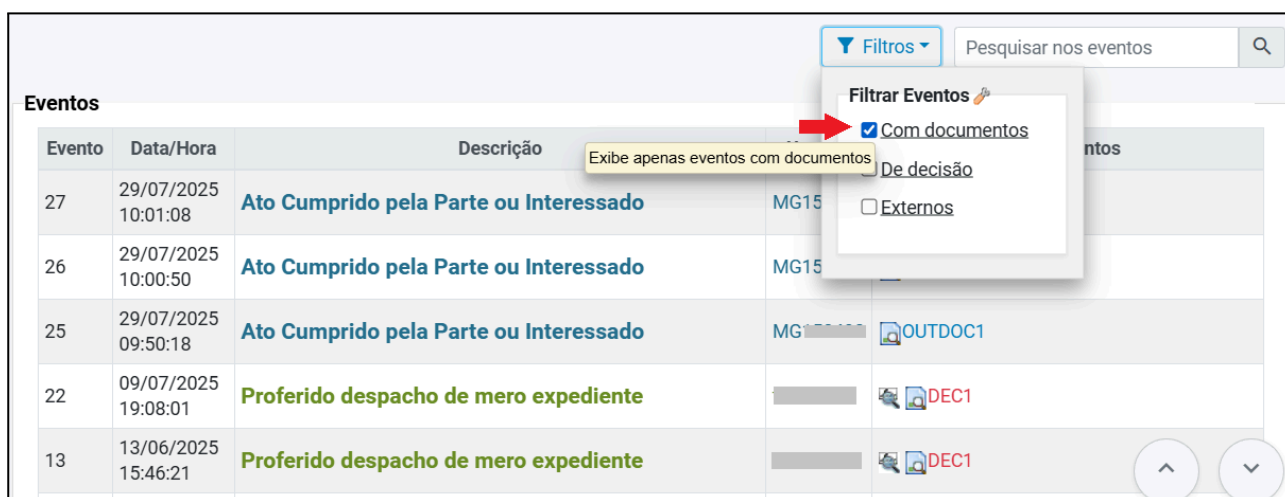 Filtros
Pesquisar nos eventos
Filtrar Eventos
Eventos
Com documentos
Evento Data/Hora Descrição ntos
Exibe apenas eventos com documentos
De decisão
29/07/2025
27 Ato Cumprido pela Parte ou Interessado MG15
10:01:08
Externos
29/07/2025
26 Ato Cumprido pela Parte ou Interessado MG15
10:00:50
29/07/2025
25 Ato Cumprido pela Parte ou Interessado OUTDOC1
09:50:18
09/07/2025
22 Proferido despacho de mero expediente DEC1
19:08:01
13/06/2025
13 Proferido despacho de mero expediente DEC1
15:46:21